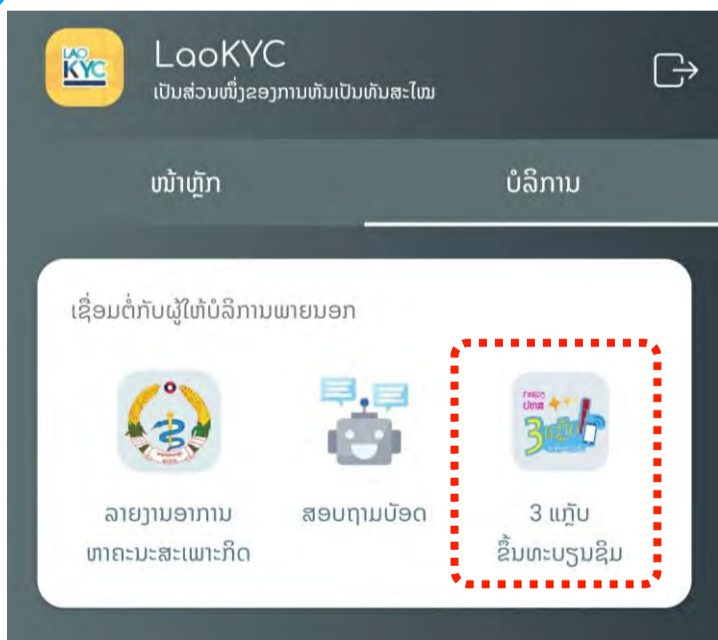 LAO
KYC
LaoKYC
ເປັນສ່ວນໜຶ່ງຂອງການຫັນເປັນທັນສະໄໝ
ໜ້າຫຼັກ
ບໍລິການ
ເຊື່ອມຕໍ່ກັບຜູ້ໃຫ້ບໍລິການພາຍນອກ
ລາຍງານອາການ
ຫາຄະນະສະເພາະກິດ
ສອບຖາມບັອດ
3 ແກັຼບ
ຂຶ້ນທະບຽນຊິມ